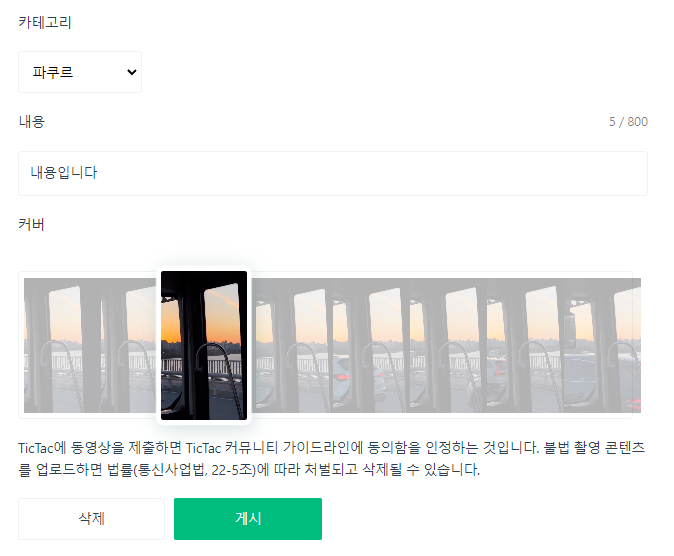 카테고리
파쿠르
내용
5 / 800
내용입니다
커버
TicTac에 동영상을 제출하면 TicTac 커뮤니티 가이드라인에 동의함을 인정하는 것입니다. 불법 촬영 콘텐츠
를 업로드하면 법률(통신사업법, 22-5조)에 따라 처벌되고 삭제될 수 있습니다.
삭제
게시